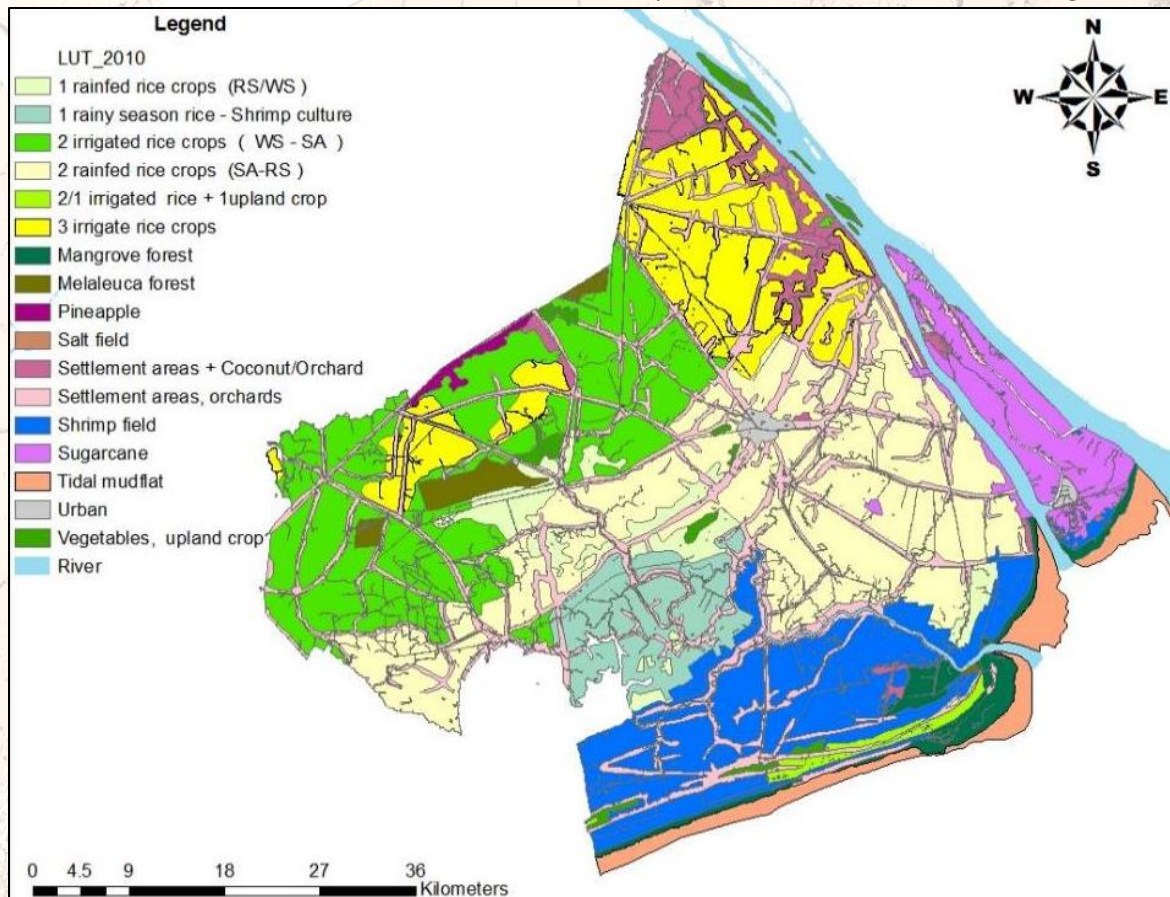 Legend
LUT_2010
1 rainfed rice crops (RS/WS )
1 rainy season rice - Shrimp culture
2 irrigated rice crops ( WS - SA )
2 rainfed rice crops (SA-RS )
2/1 irrigated rice + 1upland crop
3 irrigate rice crops
Mangrove forest
Melaleuca forest
Pineapple
Salt field
Settlement areas + Coconut/Orchard
Settlement areas, orchards
Shrimp field
Sugarcane
Tidal mudflat
Urban
Vegetables, upland crop
River
N
W E
S
0 4.5 9 18 27 36
Kilometers